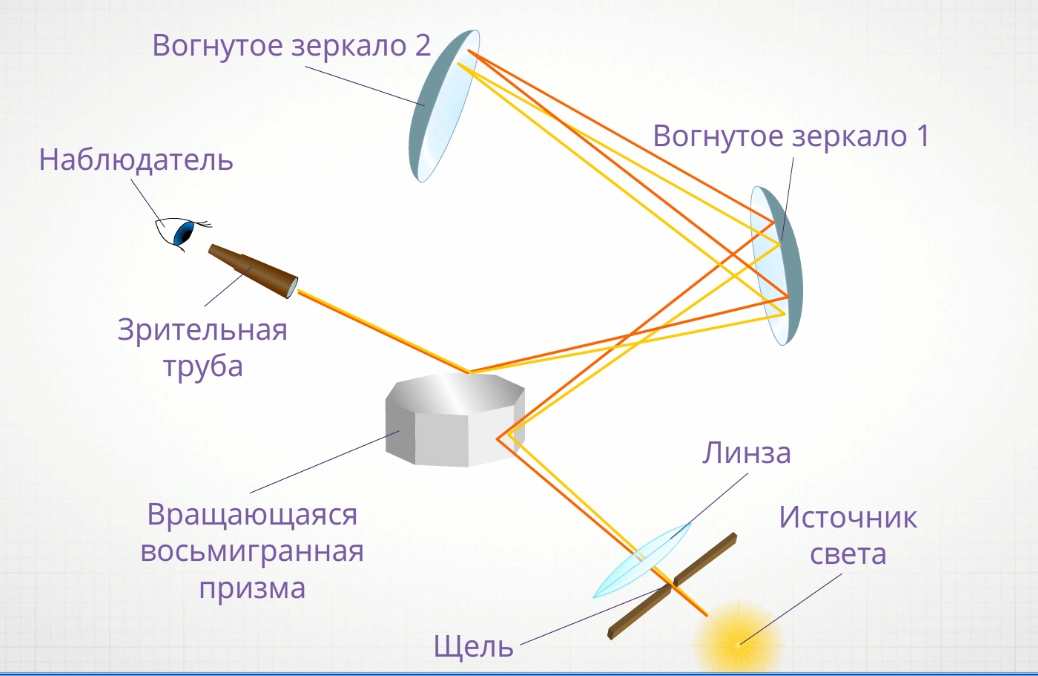 Вогнутое зеркало 2
Вогнутое зеркало 1
Наблюдатель
Зрительная
труба
Линза
Источник
света
Вращающаяся
восьмигранная
призма
Щель